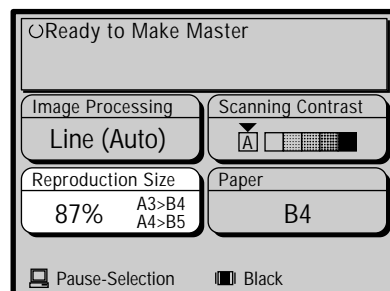 Ready to Make Master
Image Processing
Line (Auto)
Scanning Contrast
A
Reproduction Size
87%
A3>B4
A4>B5
Paper
B4
Pause-Selection
Black